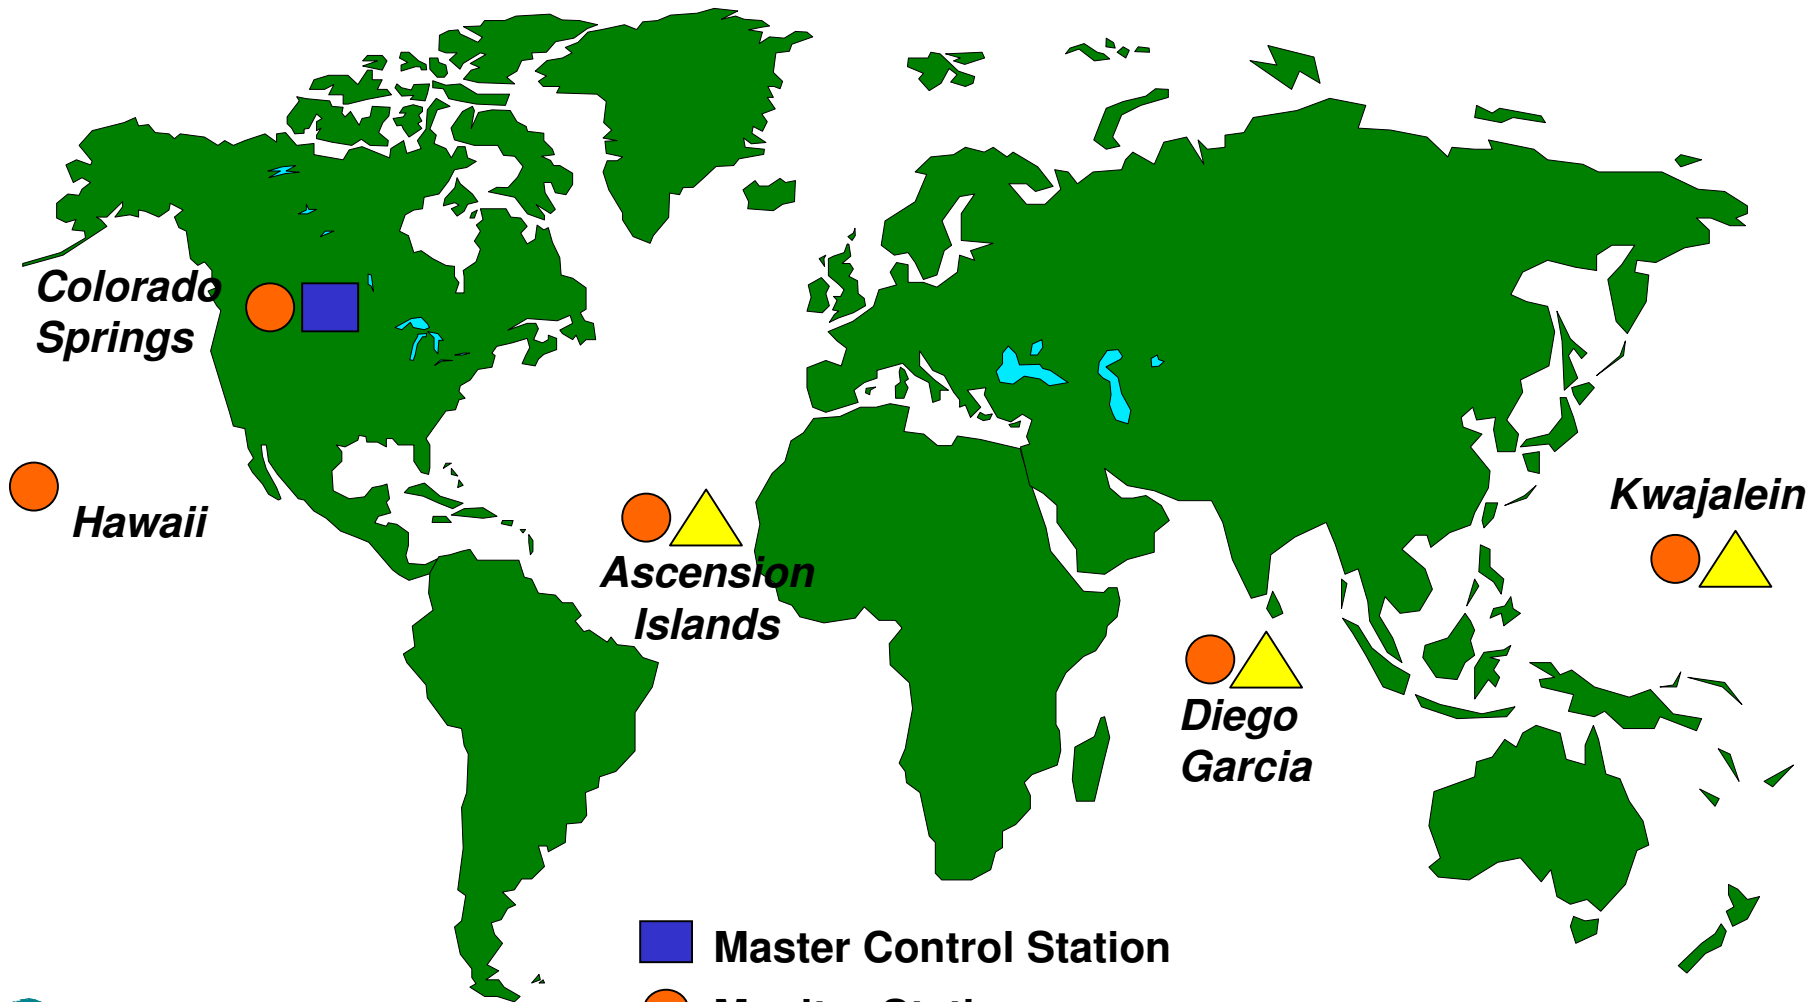 Colorado
Springs
Hawaii
Ascension
Islands
Diego
Garcia
Kwajalein
Master Control Station